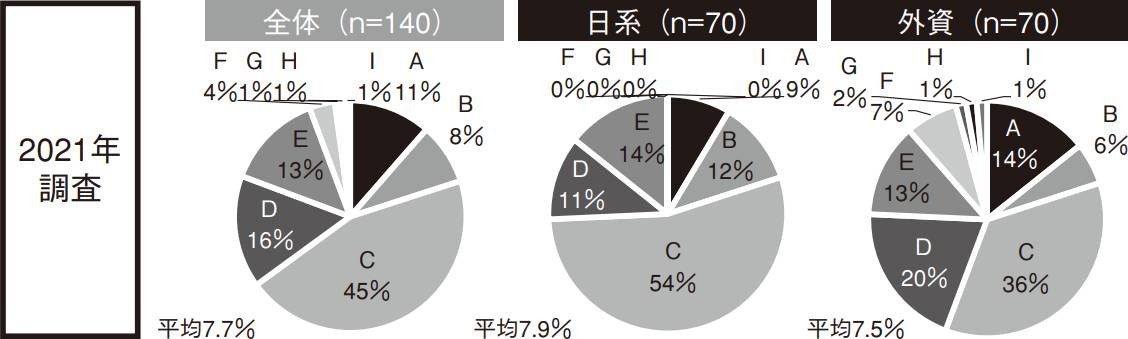 2021年
調査
全体（n=140）
F G H I A
4% 1% 1% 1% 11%
B
8%
E
13%
D
16%
C
45%
平均7.7%
日系（n=70）
F G H I A
0% 0% 0% 0% 9%
E
14%
B
12%
D
11%
C
54%
平均7.9%
外資（n=70）
G F H I
2% 7% 1% 1%
A
14%
B
6%
E
13%
D
20%
C
36%
平均7.5%